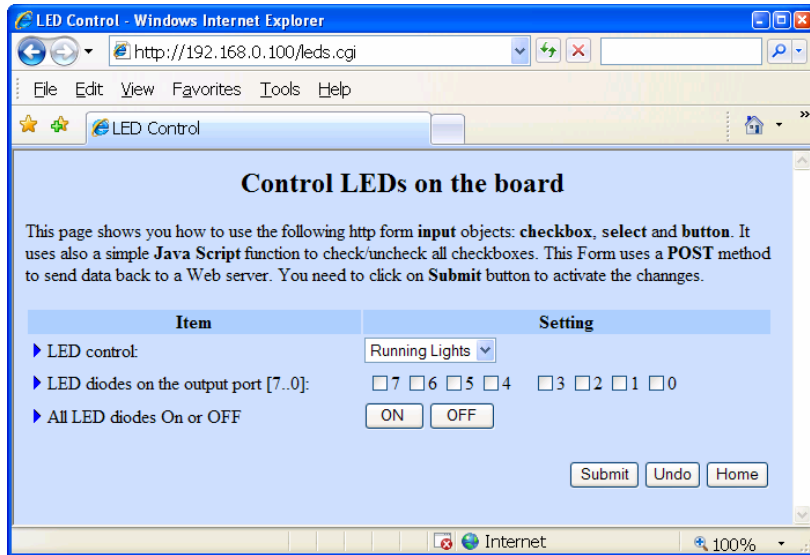 LED Control - Windows Internet Explorer
http://192.168.0.100/leds.cgi
File Edit View Favorites Tools Help
LED Control
Control LEDs on the board
This page shows you how to use the following http form input objects: checkbox, select and button. It
uses also a simple Java Script function to check/uncheck all checkboxes. This Form uses a POST method
to send data back to a Web server. You need to click on Submit button to activate the channges.
Item Setting
LED control: Running Lights
LED diodes on the output port [7..0]: 7 6 5 4 3 2 1 0
All LED diodes On or OFF ON OFF
Submit Undo Home
Internet 100%